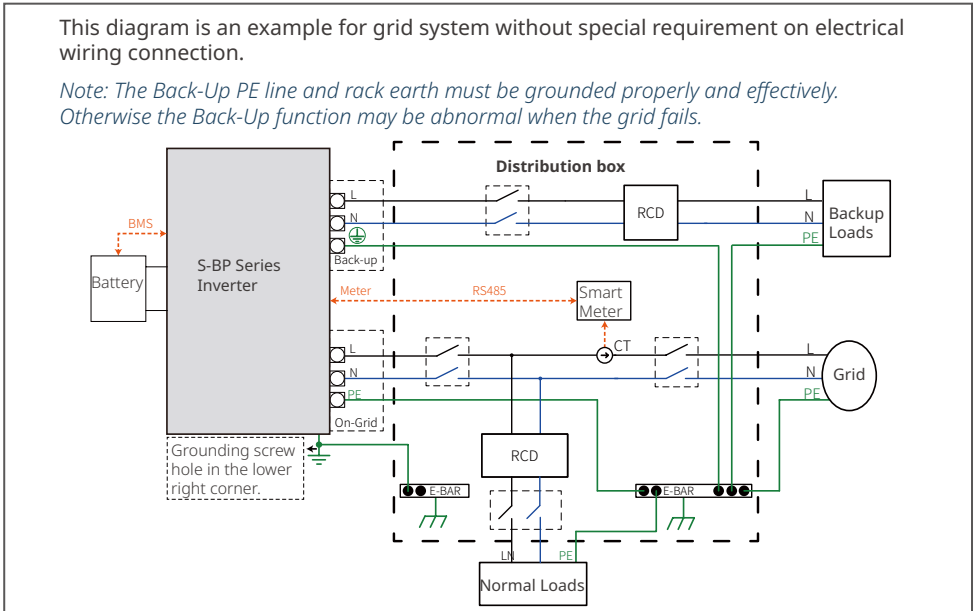 This diagram is an example for grid system without special requirement on electrical
wiring connection.
Note: The Back-Up PE line and rack earth must be grounded properly and effectively.
Otherwise the Back-Up function may be abnormal when the grid fails.
Distribution box
L
N
Back-up
RCD
L
N
PE
Backup
Loads
BMS
Battery
S-BP Series
Inverter
Meter
RS485
Smart
Meter
CT
L
N
PE
On-Grid
L
N
PE
Grid
Grounding screw
hole in the lower
right corner.
RCD
E-BAR
E-BAR
LN
PE
Normal Loads